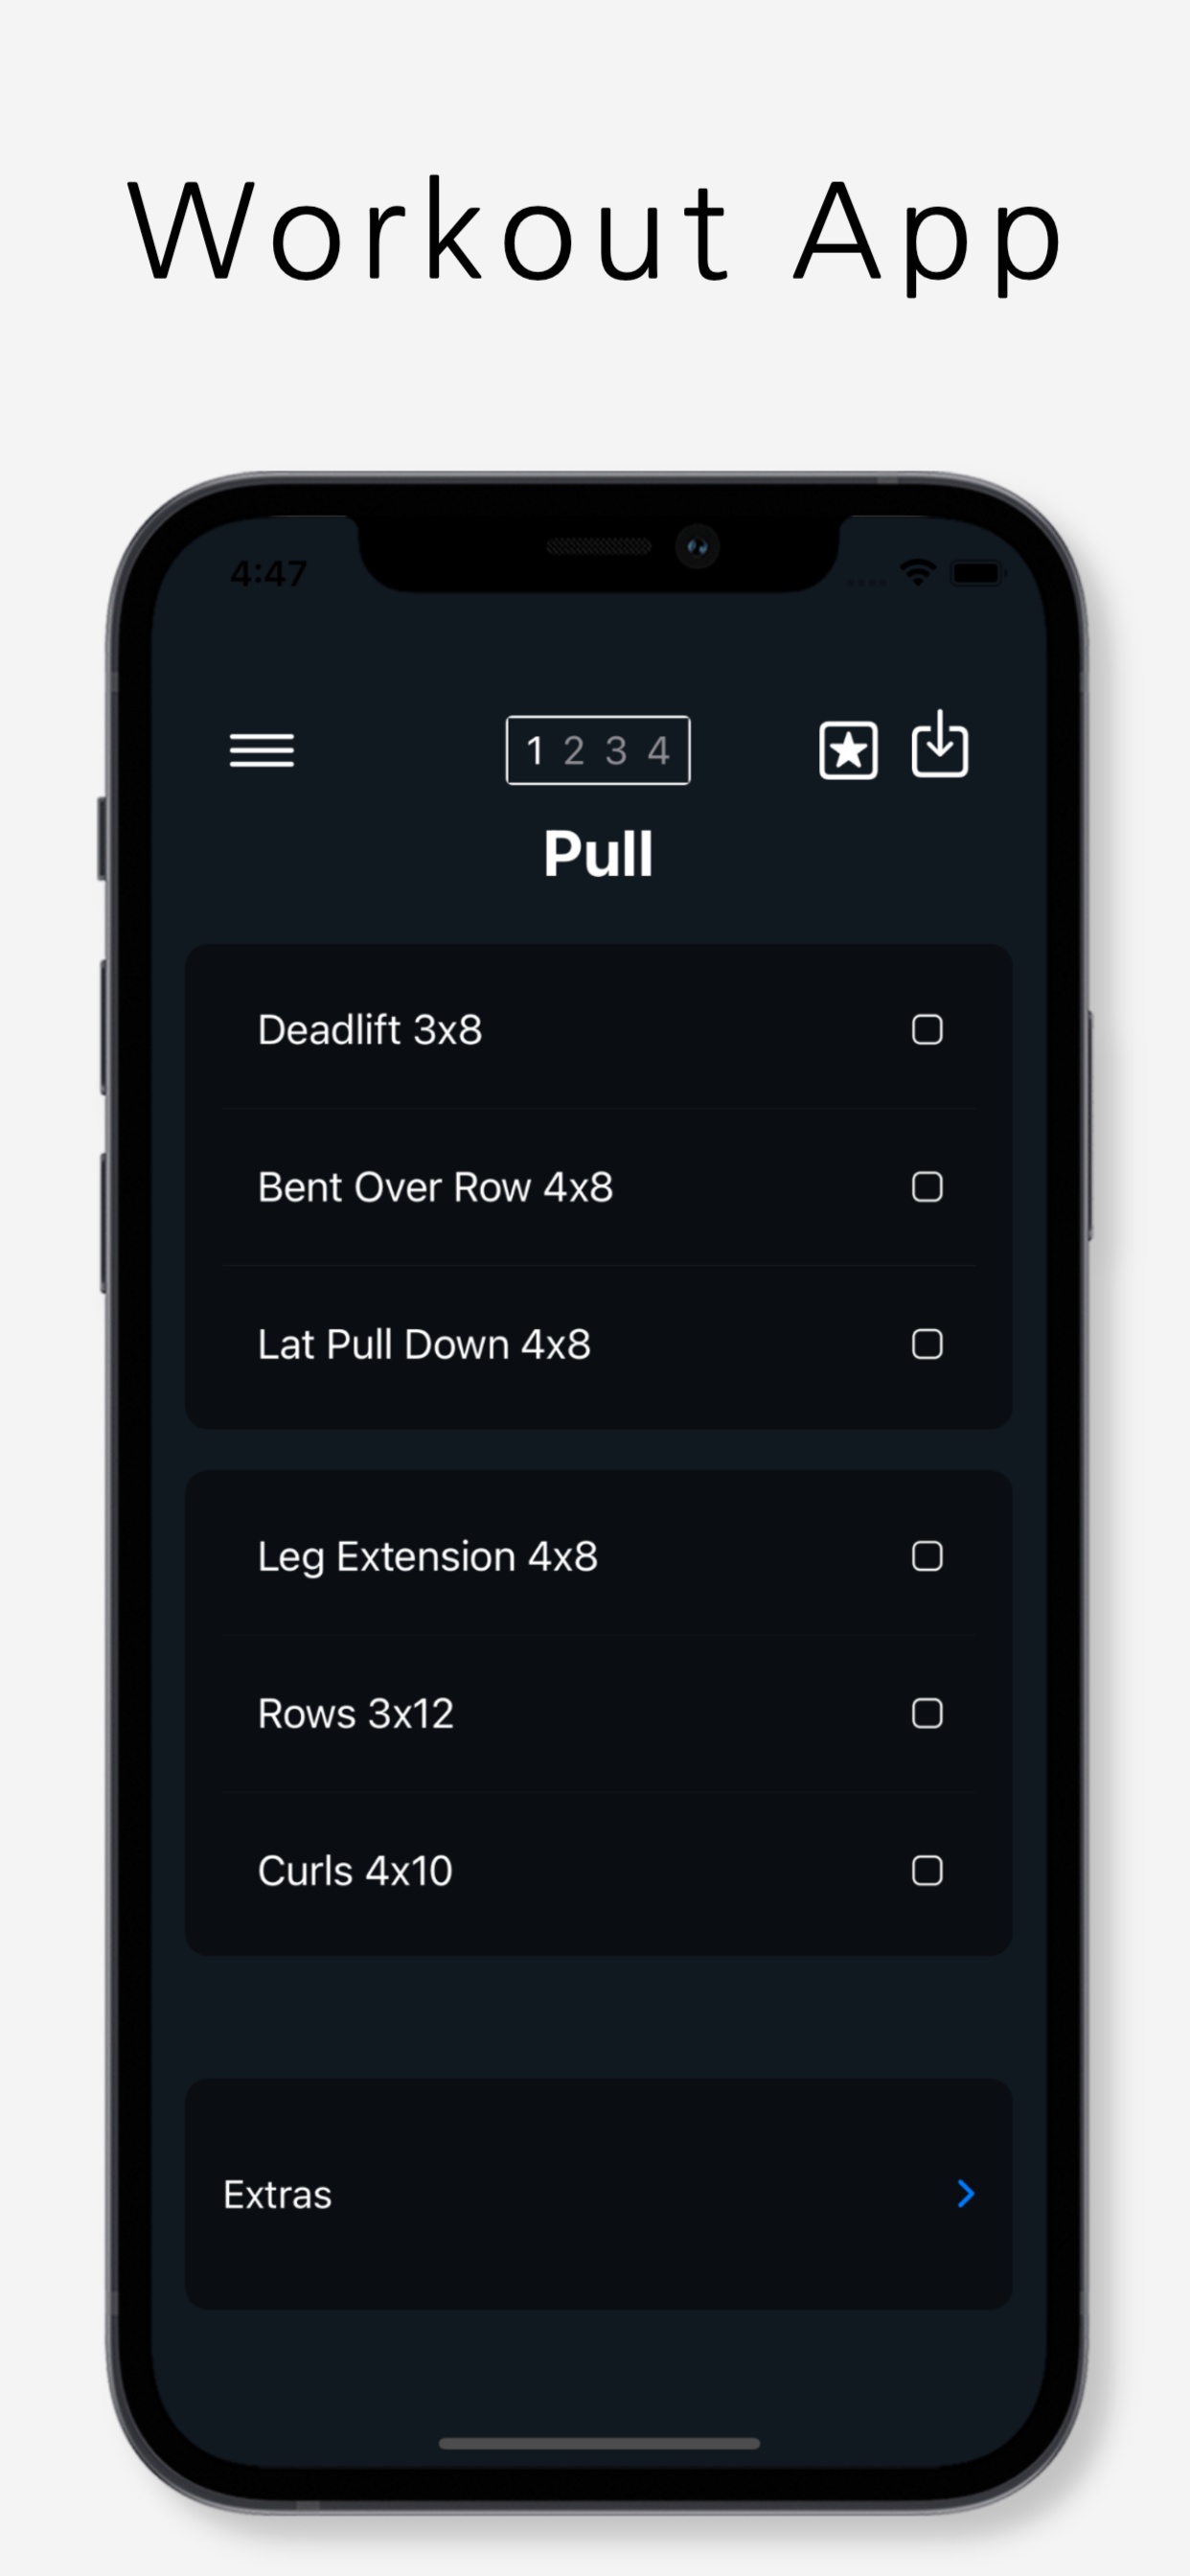 Workout App
4:47
1 2 3 4
Pull
Deadlift 3x8
Bent Over Row 4x8
Lat Pull Down 4x8
Leg Extension 4x8
Rows 3x12
Curls 4x10
Extras